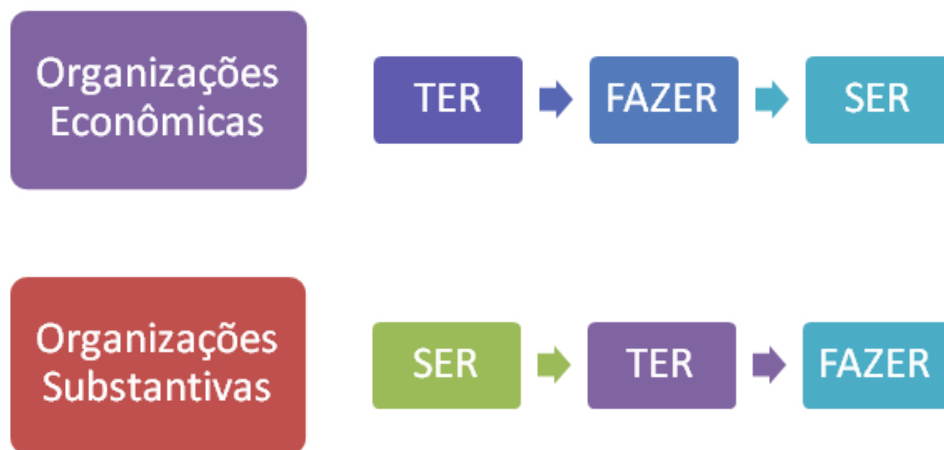 Organizações
Econômicas
TER
FAZER
SER
Organizações
Substantivas
SER
TER
FAZER